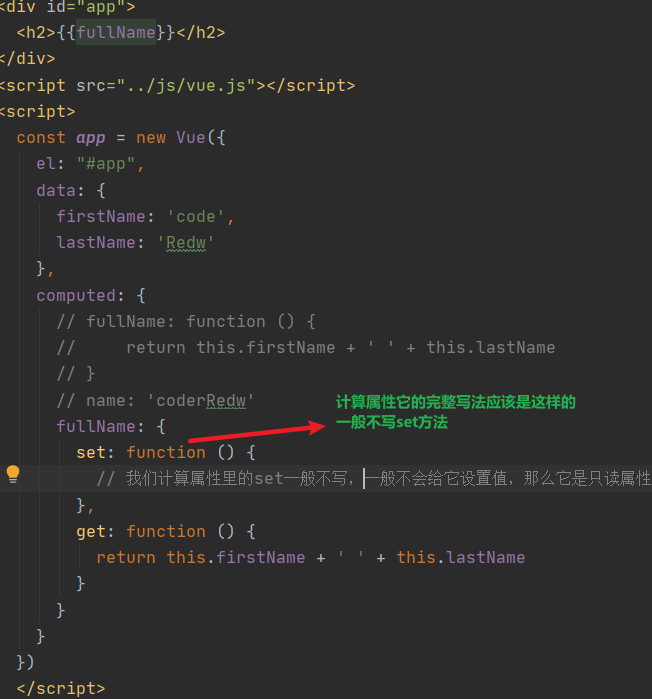 <div id="app">
<h2>{{fullName}}</h2>
</div>
<script src="../js/vue.js"></script>
<script>
const app = new Vue({
el: "#app",
data: {
firstName: 'code',
lastName: 'Redw'
},
computed: {
// fullName: function () {
//     return this.firstName + ' ' + this.lastName
// }
// name: 'coderRedw'
计算属性它的完整写法应该是这样的
一般不写set方法
fullName: {
set: function () {
// 我们计算属性里的set一般不写，一般不会给它设置值，那么它是只读属性
},
get: function () {
return this.firstName + ' ' + this.lastName
}
}
}
})
</script>